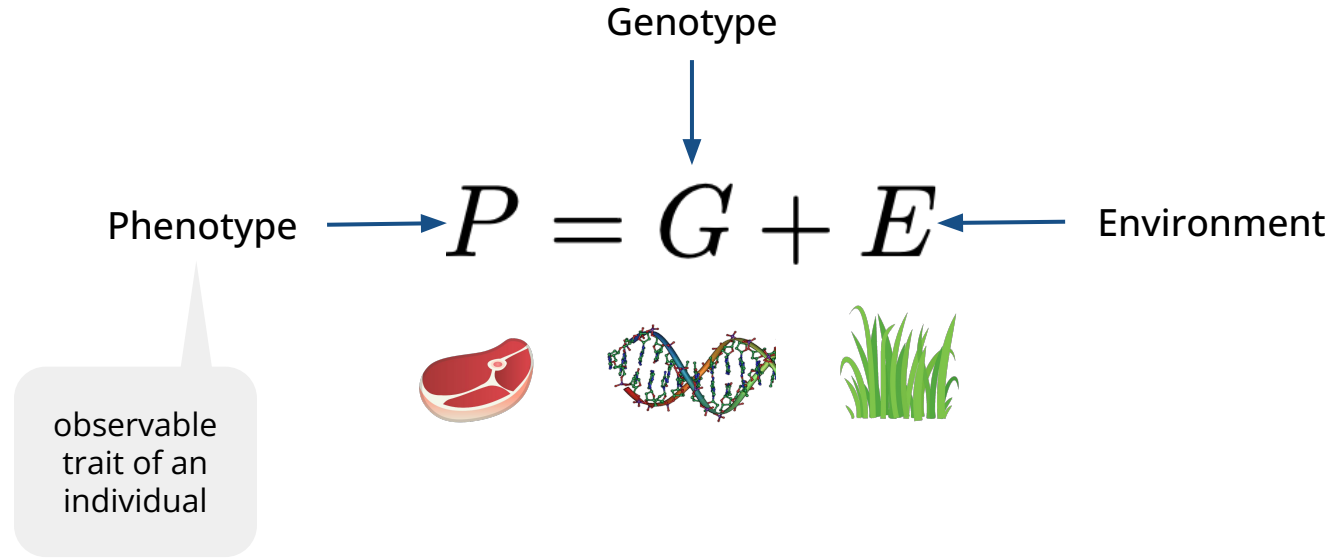 Genotype
Phenotype
P = G + E
Environment
observable
trait of an
individual